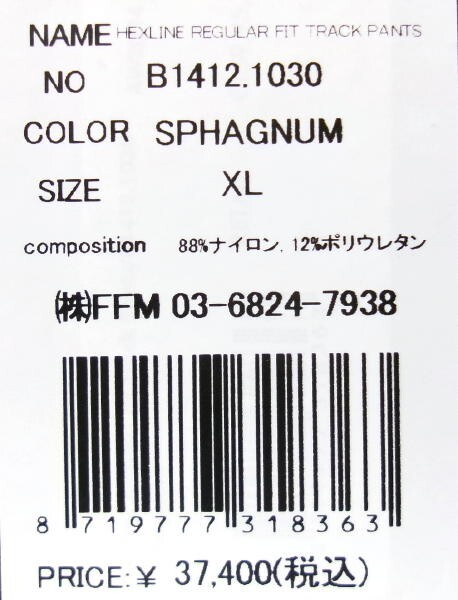 NAME HEXLINE REGULAR FIT TRACK PANTS
NO B1412.1030
COLOR SPHAGNUM
SIZE XL
composition 88%ナイロン, 12%ポリウレタン
㈱FFM 03-6824-7938
8 719777 318363
PRICE:¥ 37,400(税込)